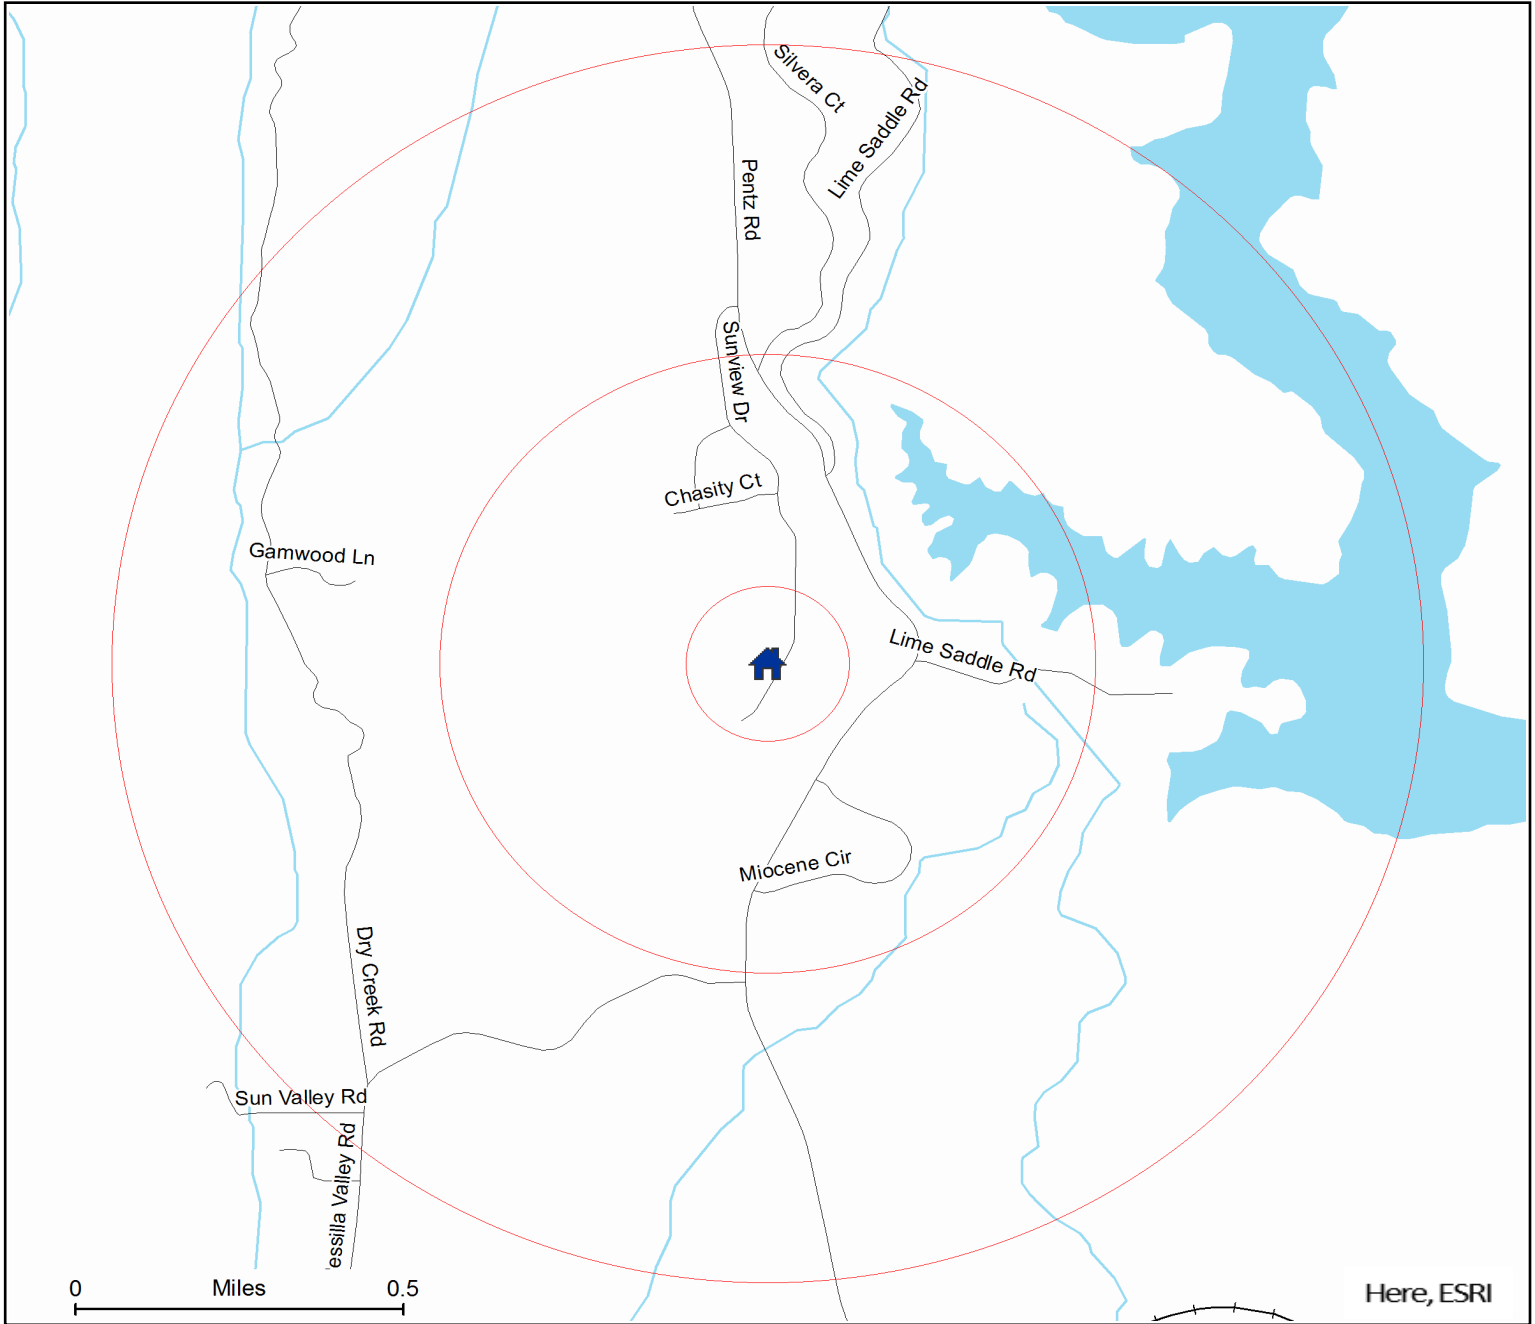 Silvera Ct
Lime Saddle Rd
Pentz Rd
Sunview Dr
Chasity Ct
Gamwood Ln
Lime Saddle Rd
Miocene Cir
Dry Creek Rd
Sun Valley Rd
essilla Valley Rd
0 Miles 0.5
Here, ESRI